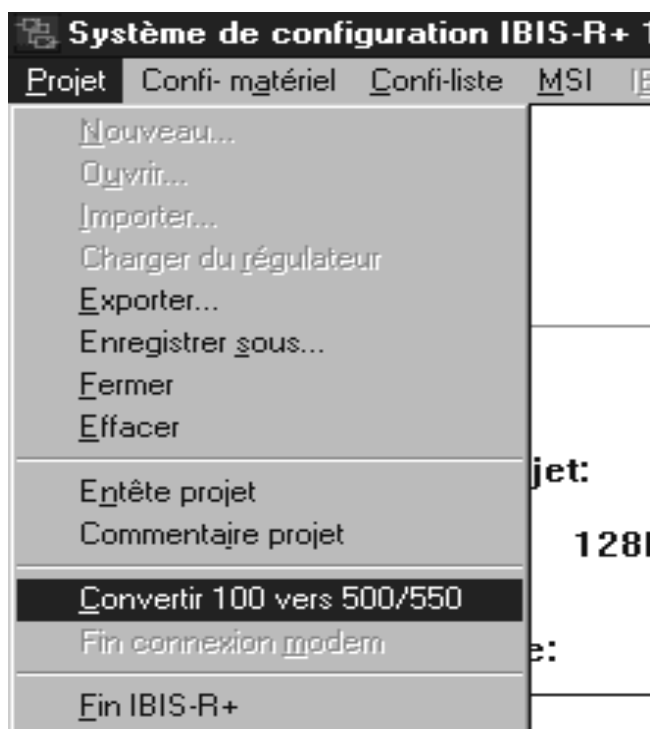 Système de configuration IBIS-R+ 1
Projet Confi- matériel Confi-liste MSI
Nouveau...
Ouvrir...
Importer...
Charger du régulateur
Exporter...
Enregistrer sous...
Fermer
Effacer
jet:
Entête projet
Commentaire projet
128
Convertir 100 vers 500/550
Fin connexion modem
e:
Fin IBIS-R+